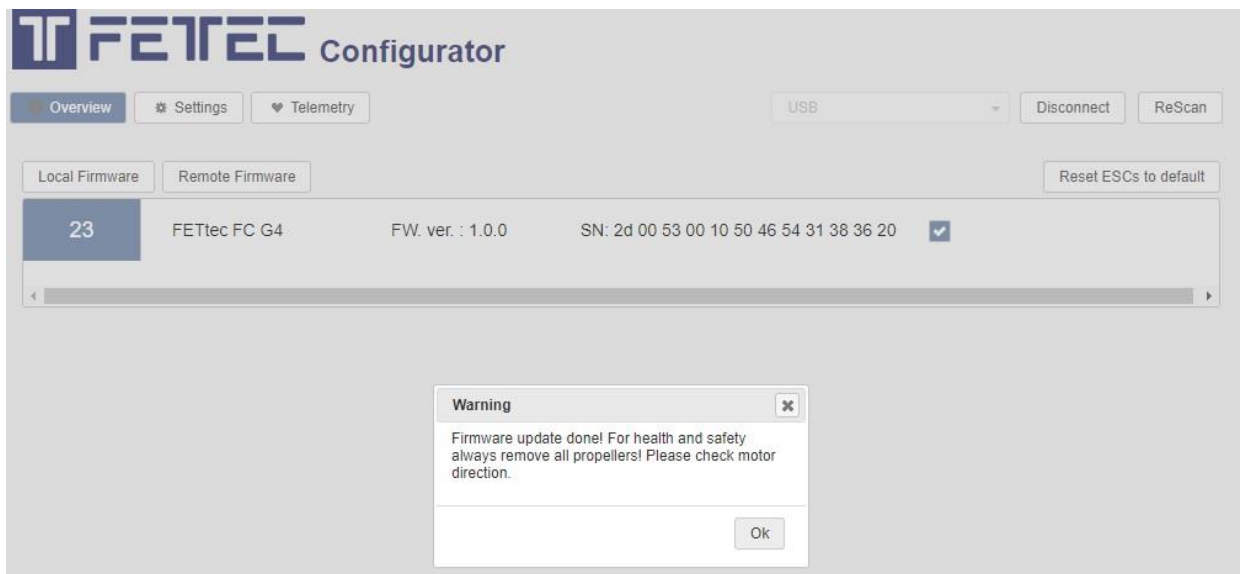 FETTEC Configurator
Overview Settings Telemetry USB Disconnect ReScan
Local Firmware Remote Firmware Reset ESCs to default
23 FETtec FC G4 FW. ver. : 1.0.0 SN: 2d 00 53 00 10 50 46 54 31 38 36 20
Warning
Firmware update done! For health and safety
always remove all propellers! Please check motor
direction.
Ok